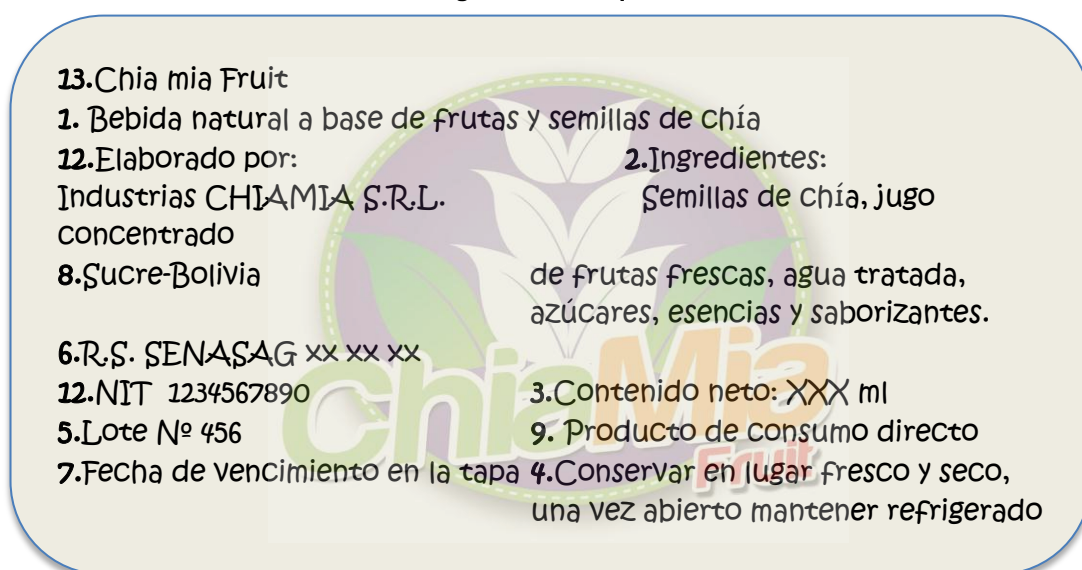 13.Chia mia Fruit
1. Bebida natural a base de frutas y semillas de chía
12.Elaborado por: 2.Ingredientes:
Industrias CHIAMIA S.R.L. Semillas de chía, jugo
concentrado
8.Sucre-Bolivia de frutas frescas, agua tratada,
azúcares, esencias y saborizantes.
6.R.S. SENASAG xx xx xx
12.NIT 1234567890 3.Contenido neto: XXX ml
5.Lote Nº 456 9. Producto de consumo directo
7.Fecha de vencimiento en la tapa 4.Conservar en lugar fresco y seco,
una vez abierto mantener refrigerado
ChiaMia
Fruit